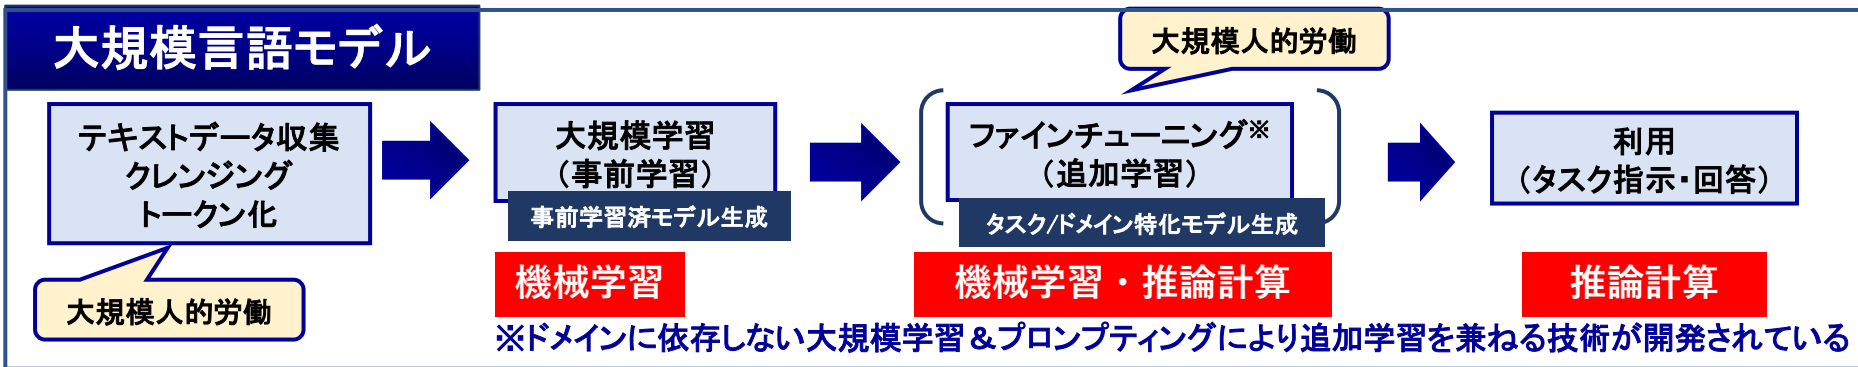 大規模言語モデル
大規模人的労働
テキストデータ収集
クレンジング
トークン化
大規模学習
（事前学習）
事前学習済モデル生成
ファインチューニング※
（追加学習）
タスク/ドメイン特化モデル生成
利用
（タスク指示・回答）
大規模人的労働
機械学習
機械学習・推論計算
推論計算
※ドメインに依存しない大規模学習＆プロンプティングにより追加学習を兼ねる技術が開発されている